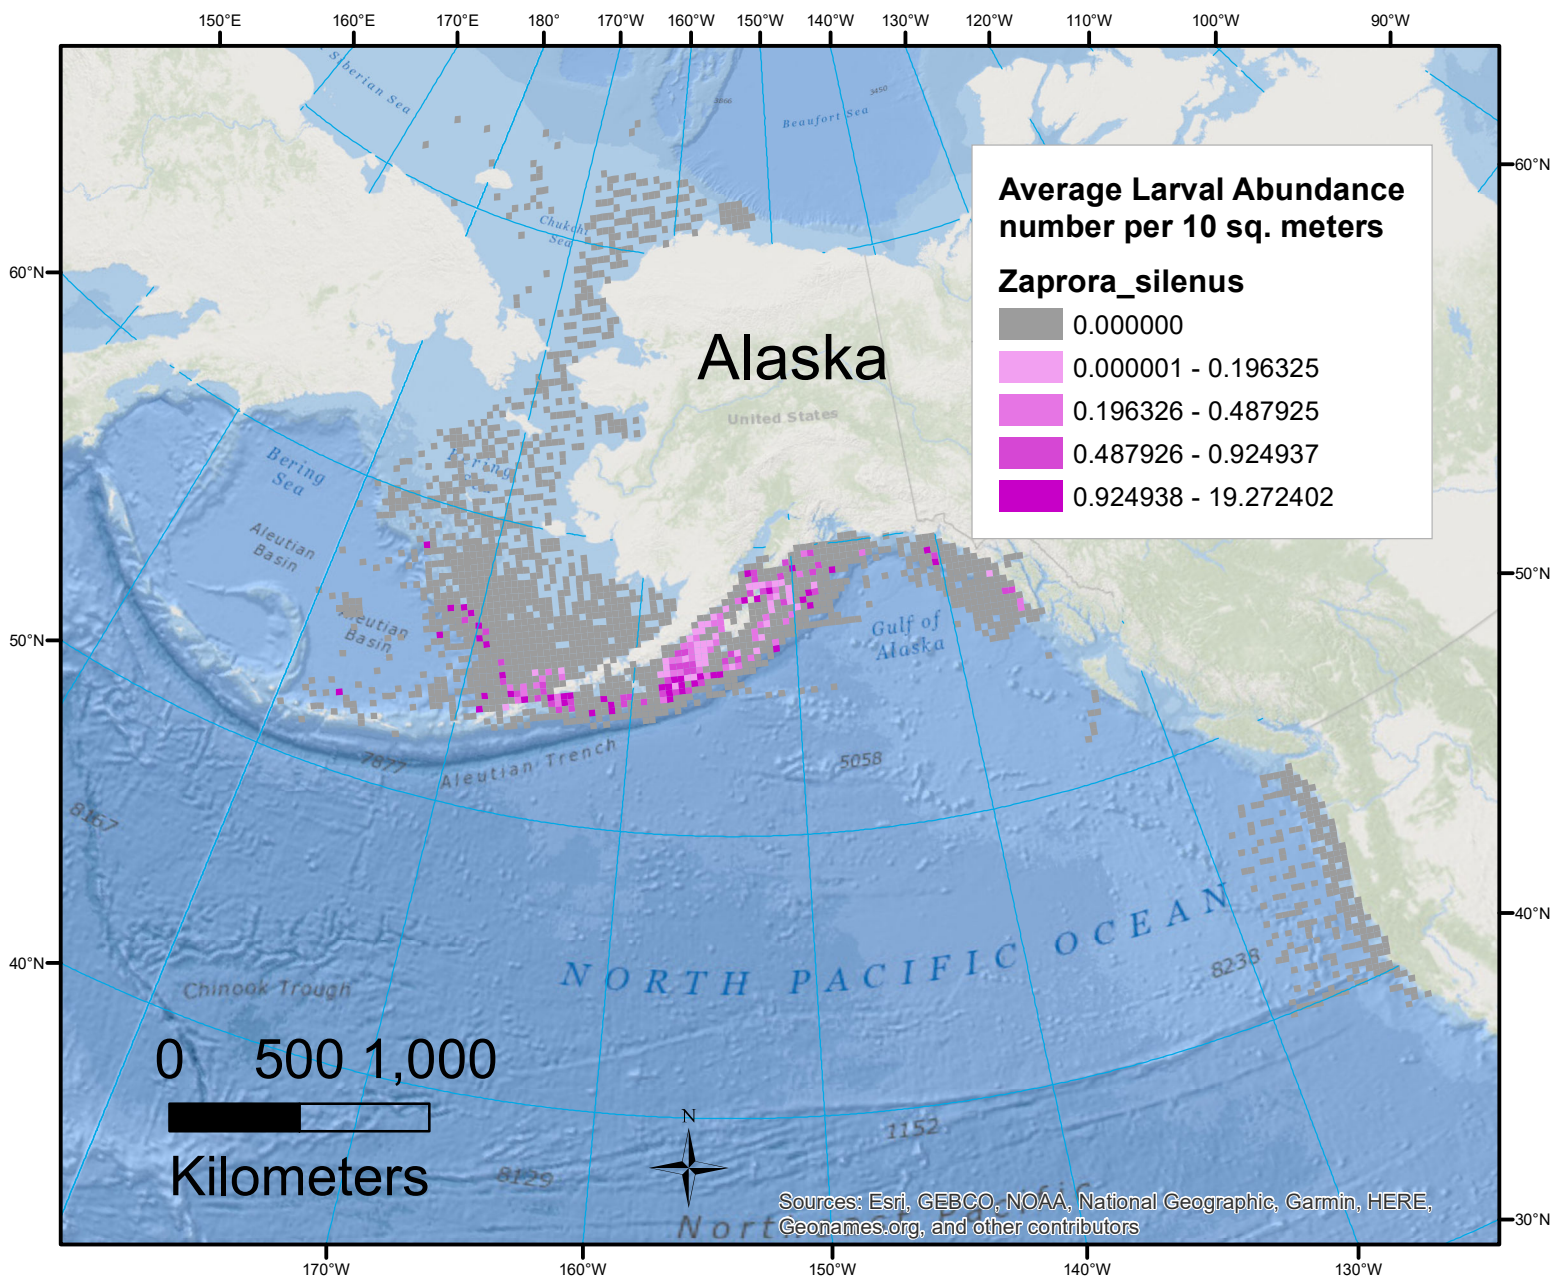 150°E 160°E 170°E 180° 170°W 160°W 150°W 140°W 130°W 120°W 110°W 100°W 90°W
Siberian Sea
3866
3450
Beaufort Sea
60°N
Average Larval Abundance
number per 10 sq. meters
Zaprora_silenus
0.000000
0.000001 - 0.196325
0.196326 - 0.487925
0.487926 - 0.924937
0.924938 - 19.272402
Chukchi
Sea
60°N
Alaska
United States
Bering
Sea
Bering
Aleutian
Basin
50°N
Aleutian
Basin
Gulf of
Alaska
50°N
7877
Aleutian Trench
5058
8167
40°N
NORTH PACIFIC OCEAN
8238
40°N
Chinook Trough
0 500 1,000
Kilometers
N
1152
8129
Sources: Esri, GEBCO, NOAA, National Geographic, Garmin, HERE,
Geonames.org, and other contributors
Pacific
30°N
170°W 160°W 150°W 140°W 130°W